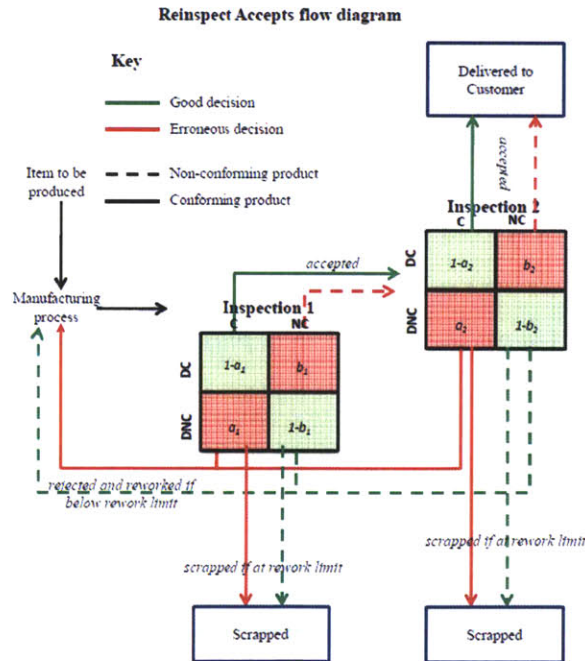 Reinspect Accepts flow diagram
Key
Good decision
Erroneous decision
Non-conforming product
Conforming product
Delivered to
Customer
accepted
Item to be
produced
Manufacturing
process
accepted
Inspection 1
C
NC
DC
DNC
1-a₁
b₁
a₁
1-b₁
Inspection 2
C
NC
DC
DNC
1-a₂
b₂
a₂
1-b₂
rejected and reworked if
below rework limit
scrapped if at rework limit
scrapped if at rework limit
Scrapped
Scrapped